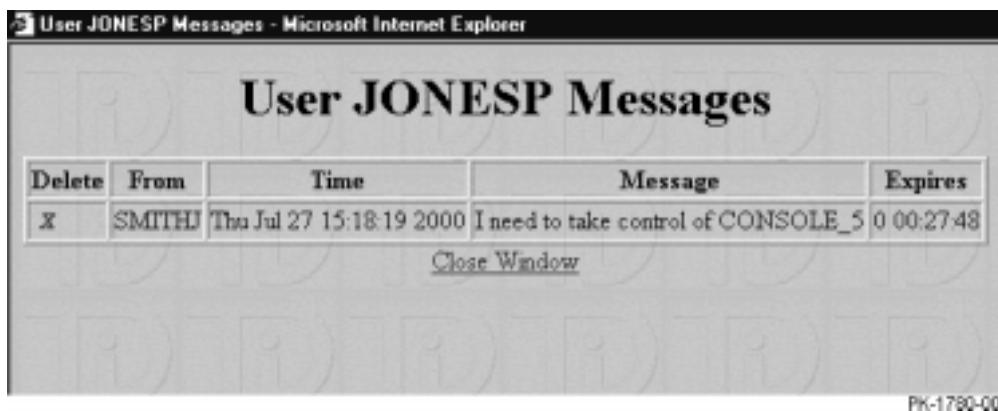 User JONESP Messages - Microsoft Internet Explorer
User JONESP Messages
Delete From Time Message Expires
X SMITHJ Thu Jul 27 15:18:19 2000 I need to take control of CONSOLE_5 0 00:27:48
Close Window
PK-1780-00